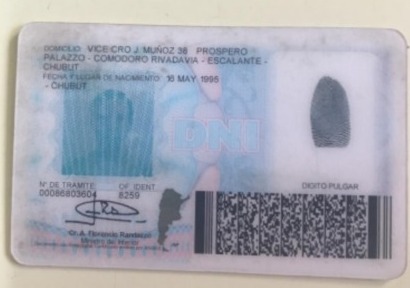 DOMICILIO: VICE CRO J. MUÑOZ 38 PROSPERO
PALAZZO - COMODORO RIVADAVIA - ESCALANTE -
CHUBUT
FECHA Y LUGAR DE NACIMIENTO: 16 MAY 1995
- CHUBUT
DNI
Nº DE TRAMITE
OF. IDENT.
00086803604
8259
DIGITO PULGAR
Cr. A. Florencio Randazzo
Ministro del Interior